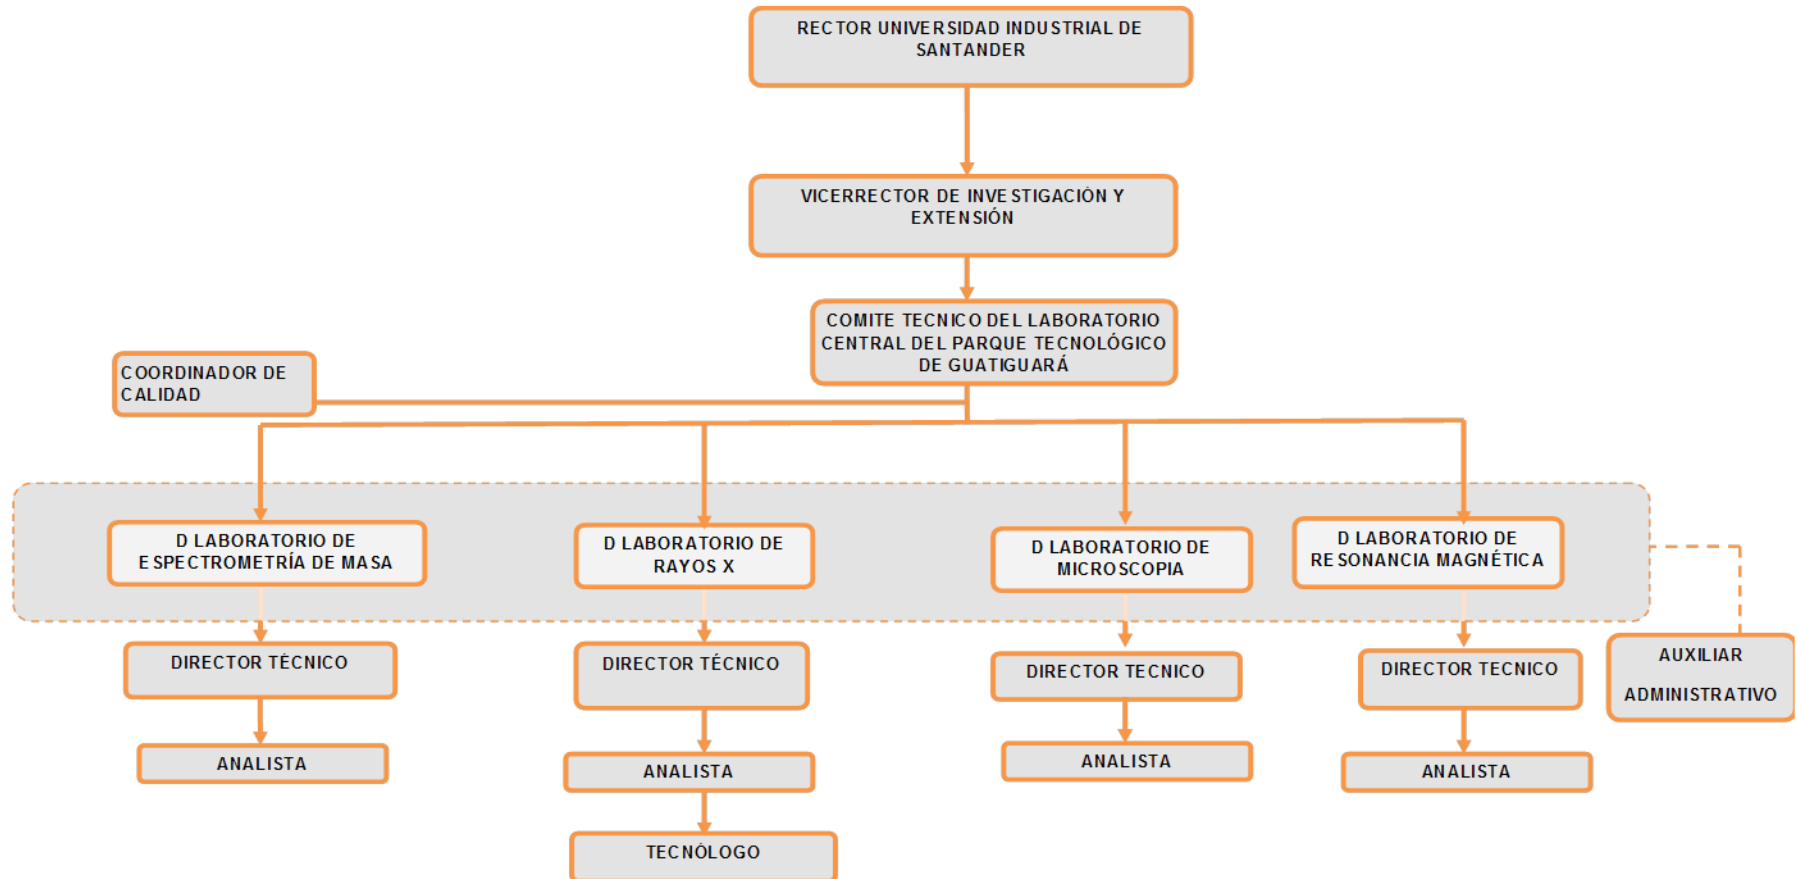 RECTOR UNIVERSIDAD INDUSTRIAL DE
SANTANDER
VICERRECTOR DE INVESTIGACIÓN Y
EXTENSIÓN
COMITE TECNICO DEL LABORATORIO
CENTRAL DEL PARQUE TECNOLÓGICO
DE GUATIGUARÁ
COORDINADOR DE
CALIDAD
D LABORATORIO DE
ESPECTROMETRÍA DE MASA
D LABORATORIO DE
RAYOS X
D LABORATORIO DE
MICROSCOPIA
D LABORATORIO DE
RESONANCIA MAGNÉTICA
DIRECTOR TÉCNICO
DIRECTOR TÉCNICO
DIRECTOR TECNICO
DIRECTOR TECNICO
AUXILIAR
ADMINISTRATIVO
ANALISTA
ANALISTA
ANALISTA
ANALISTA
TECNÓLOGO